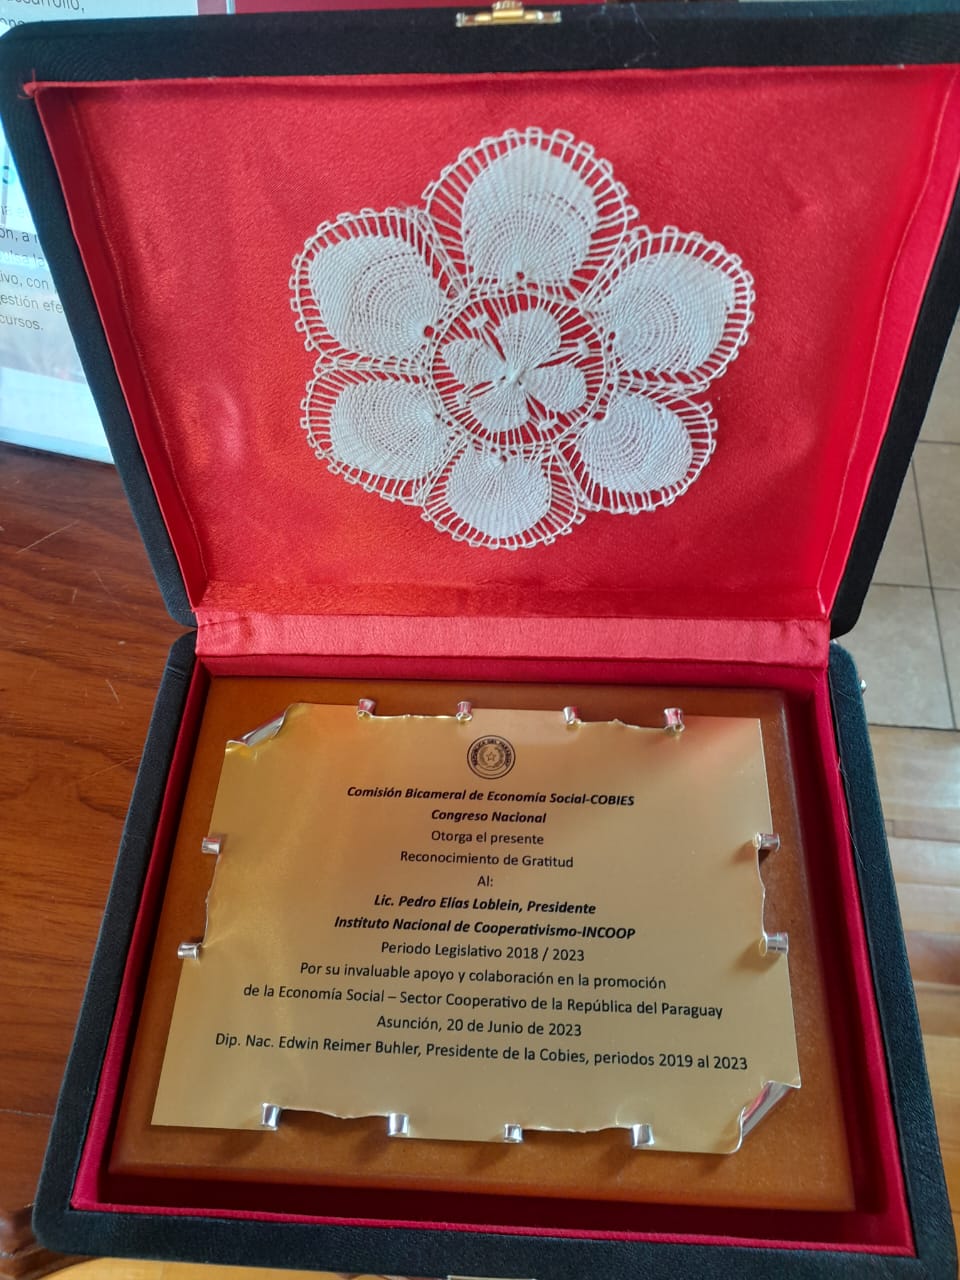 REPUBLICA DEL PARAGUAY
Comisión Bicameral de Economía Social-COBIES
Congreso Nacional
Otorga el presente
Reconocimiento de Gratitud
Al:
Lic. Pedro Elías Loblein, Presidente
Instituto Nacional de Cooperativismo-INCOOP
Periodo Legislativo 2018 / 2023
Por su invaluable apoyo y colaboración en la promoción
de la Economía Social – Sector Cooperativo de la República del Paraguay
Asunción, 20 de Junio de 2023
Dip. Nac. Edwin Reimer Buhler, Presidente de la Cobies, periodos 2019 al 2023